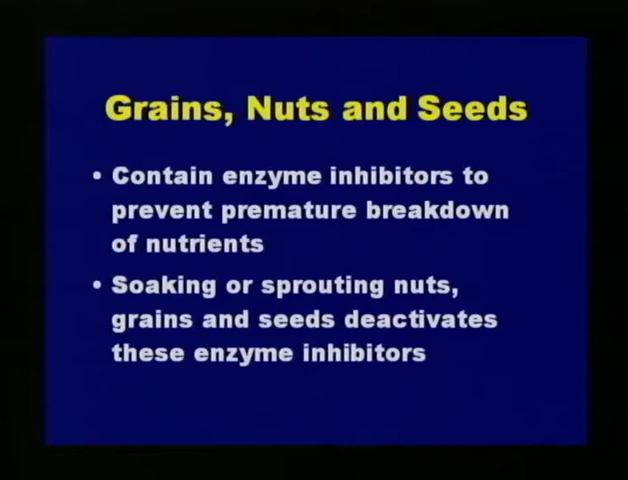 Grains, Nuts and Seeds
• Contain enzyme inhibitors to
prevent premature breakdown
of nutrients
• Soaking or sprouting nuts,
grains and seeds deactivates
these enzyme inhibitors